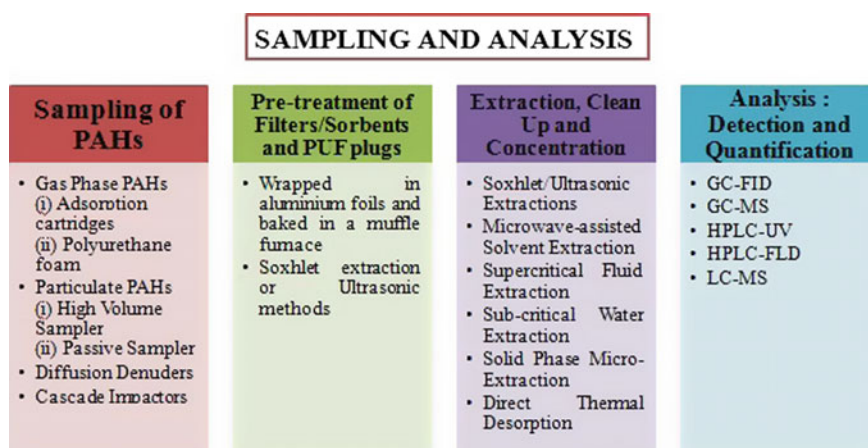 SAMPLING AND ANALYSIS
Sampling of
PAHs
• Gas Phase PAHs
(i) Adsorption
cartridges
(ii) Polyurethane
foam
• Particulate PAHs
(i) High Volume
Sampler
(ii) Passive Sampler
• Diffusion Denuders
• Cascade Impactors
Pre-treatment of
Filters/Sorbents
and PUF plugs
• Wrapped in
aluminium foils and
baked in a muffle
furnace
• Soxhlet extraction
or Ultrasonic
methods
Extraction, Clean
Up and
Concentration
• Soxhlet/Ultrasonic
Extractions
• Microwave-assisted
Solvent Extraction
• Supercritical Fluid
Extraction
• Sub-critical Water
Extraction
• Solid Phase Micro-
Extraction
• Direct Thermal
Desorption
Analysis :
Detection and
Quantification
• GC-FID
• GC-MS
• HPLC-UV
• HPLC-FLD
• LC-MS